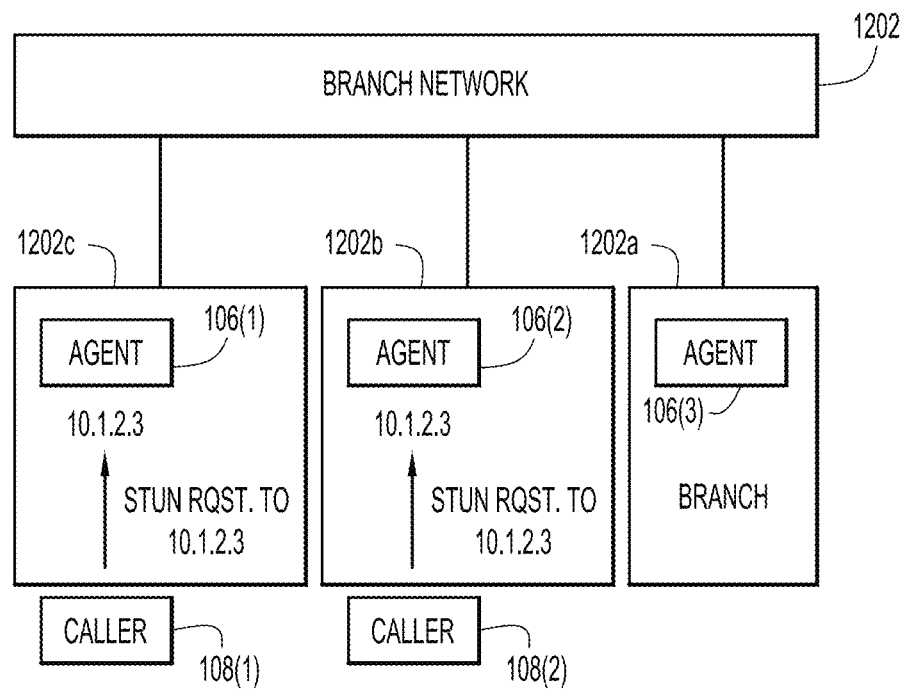 1202
BRANCH NETWORK
1202c
1202b
1202a
AGENT
106(1)
AGENT
106(2)
AGENT
106(3)
10.1.2.3
10.1.2.3
STUN RQST. TO
10.1.2.3
STUN RQST. TO
10.1.2.3
BRANCH
CALLER
108(1)
CALLER
108(2)